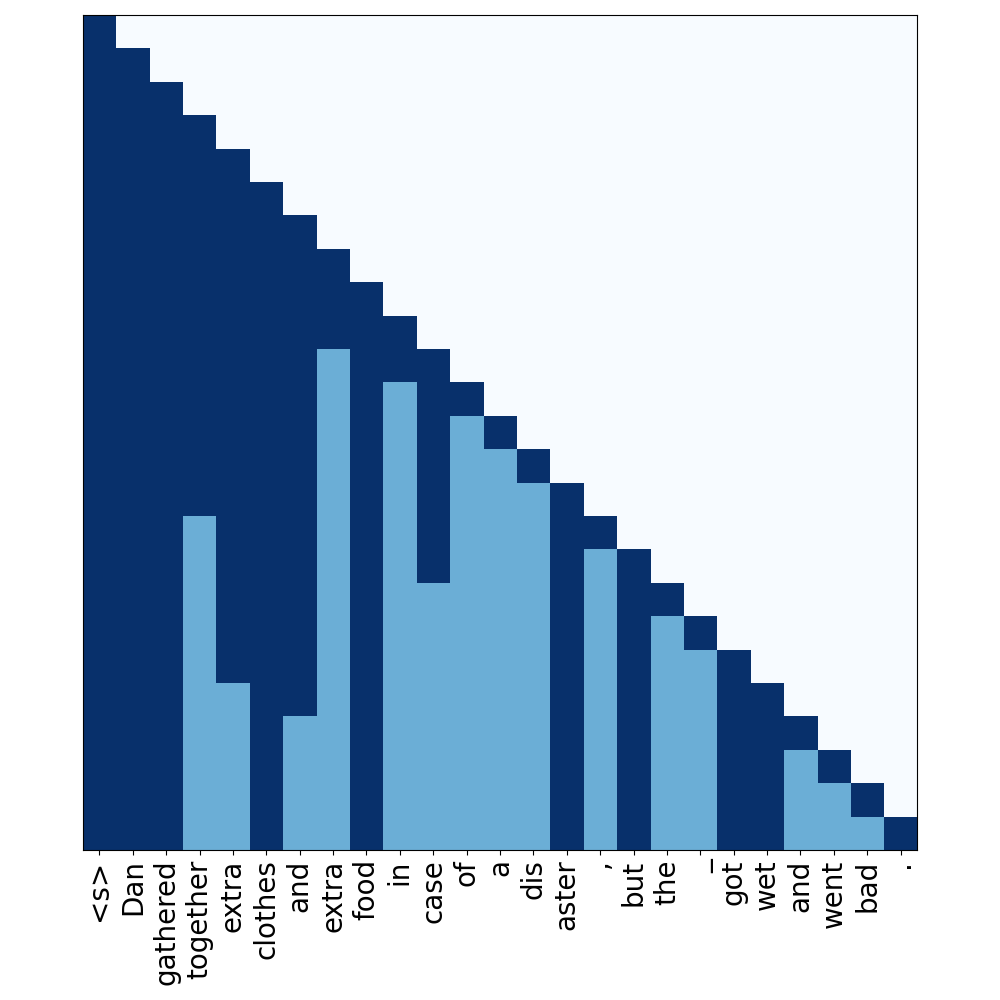 <s> Dan gathered together extra clothes and extra food in case of a dis aster , but the _ got wet and went bad .